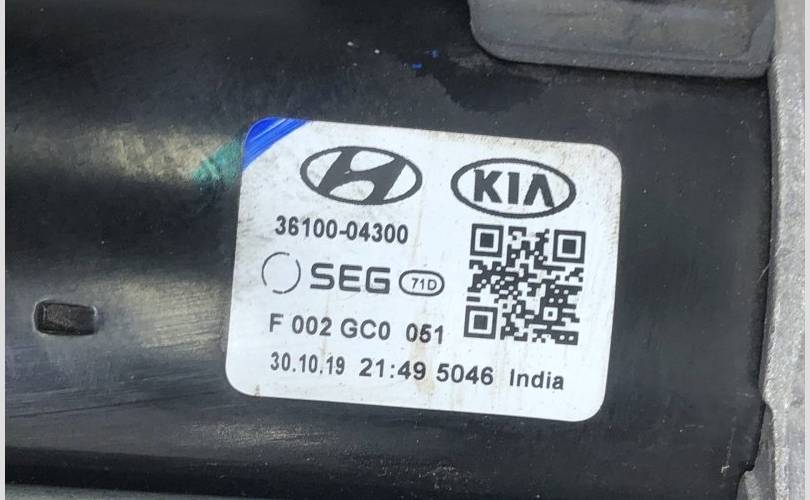 KIA
36100-04300
SEG 71D
F 002 GC0 051
30.10.19 21:49 5046 India